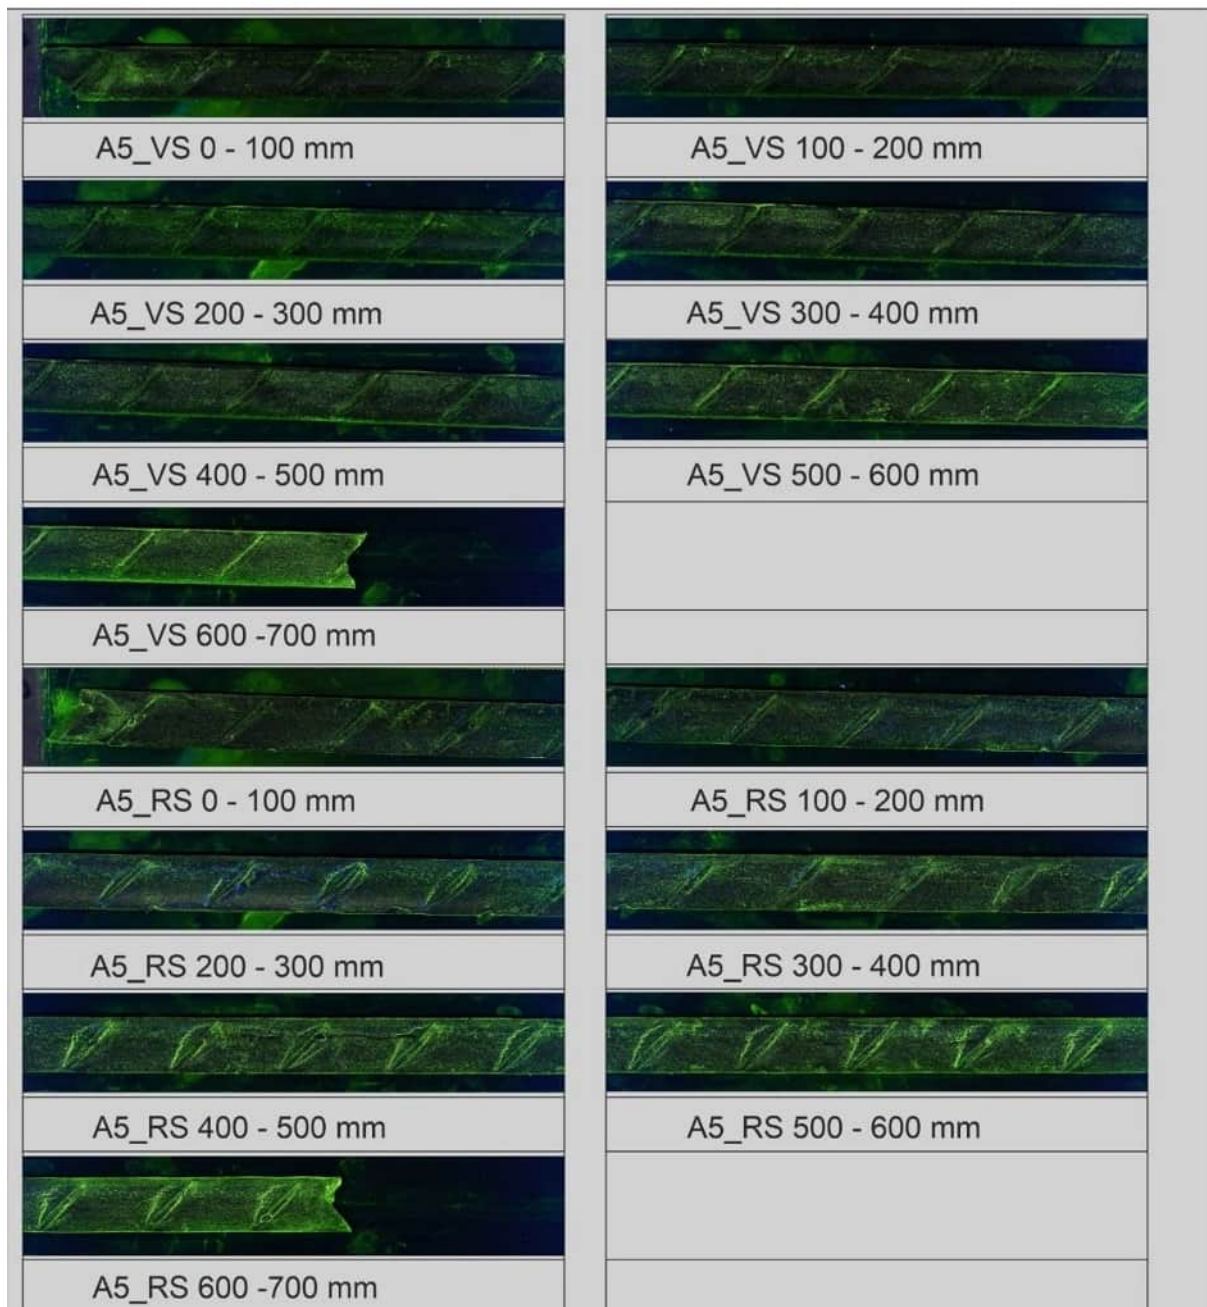 A5_VS 0 - 100 mm
A5_VS 100 - 200 mm
A5_VS 200 - 300 mm
A5_VS 300 - 400 mm
A5_VS 400 - 500 mm
A5_VS 500 - 600 mm
A5_VS 600 -700 mm
A5_RS 0 - 100 mm
A5_RS 100 - 200 mm
A5_RS 200 - 300 mm
A5_RS 300 - 400 mm
A5_RS 400 - 500 mm
A5_RS 500 - 600 mm
A5_RS 600 -700 mm